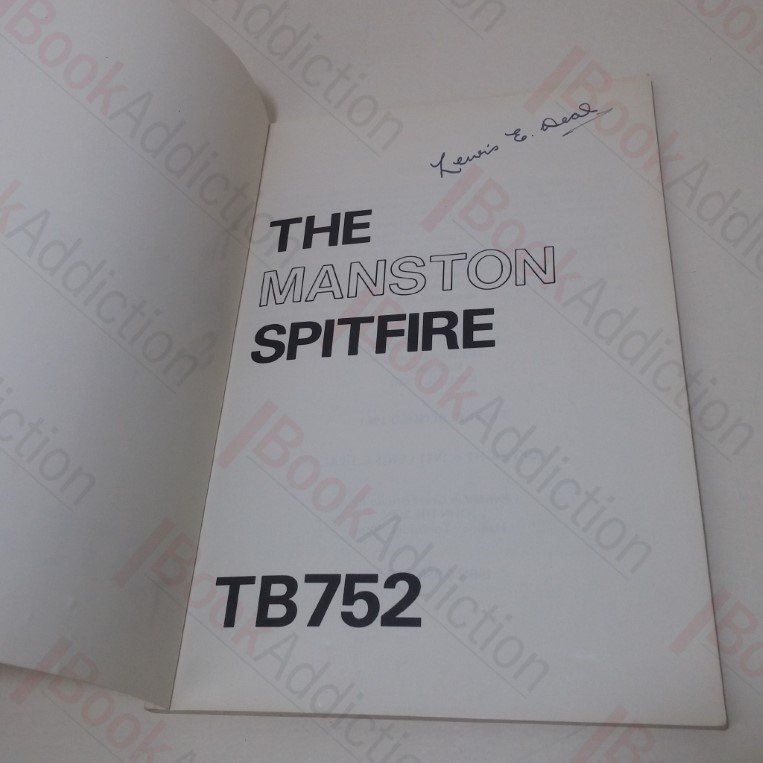 Lewis E. Deal
THE
MANSTON
SPITFIRE
TB752
BookAddiction